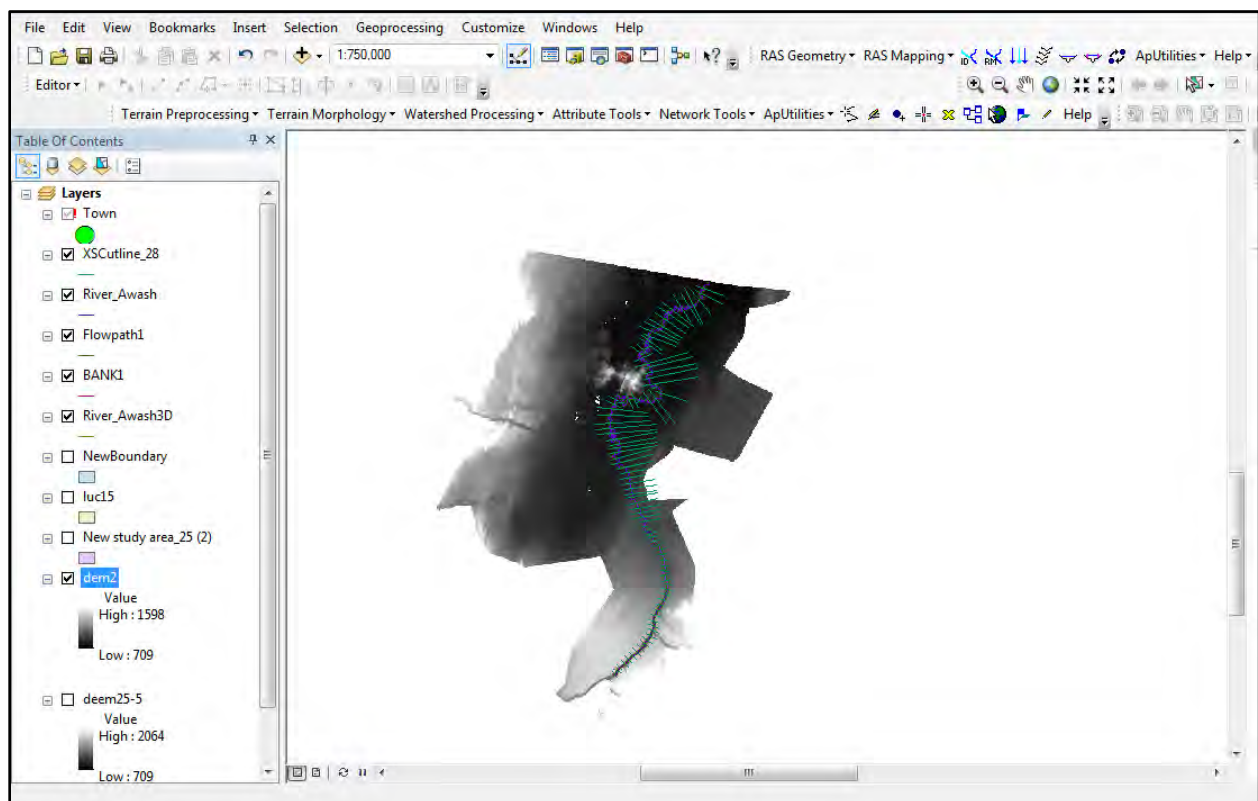 File Edit View Bookmarks Insert Selection Geoprocessing Customize Windows Help
1:750,000 RAS Geometry RAS Mapping ApUtilities Help
Editor
Terrain Preprocessing Terrain Morphology Watershed Processing Attribute Tools Network Tools ApUtilities Help
Table Of Contents
Layers
Town
XSCutline_28
River_Awash
Flowpath1
BANK1
River_Awash3D
NewBoundary
luc15
New study area_25 (2)
dem2
Value
High : 1598
Low : 709
deem25-5
Value
High : 2064
Low : 709